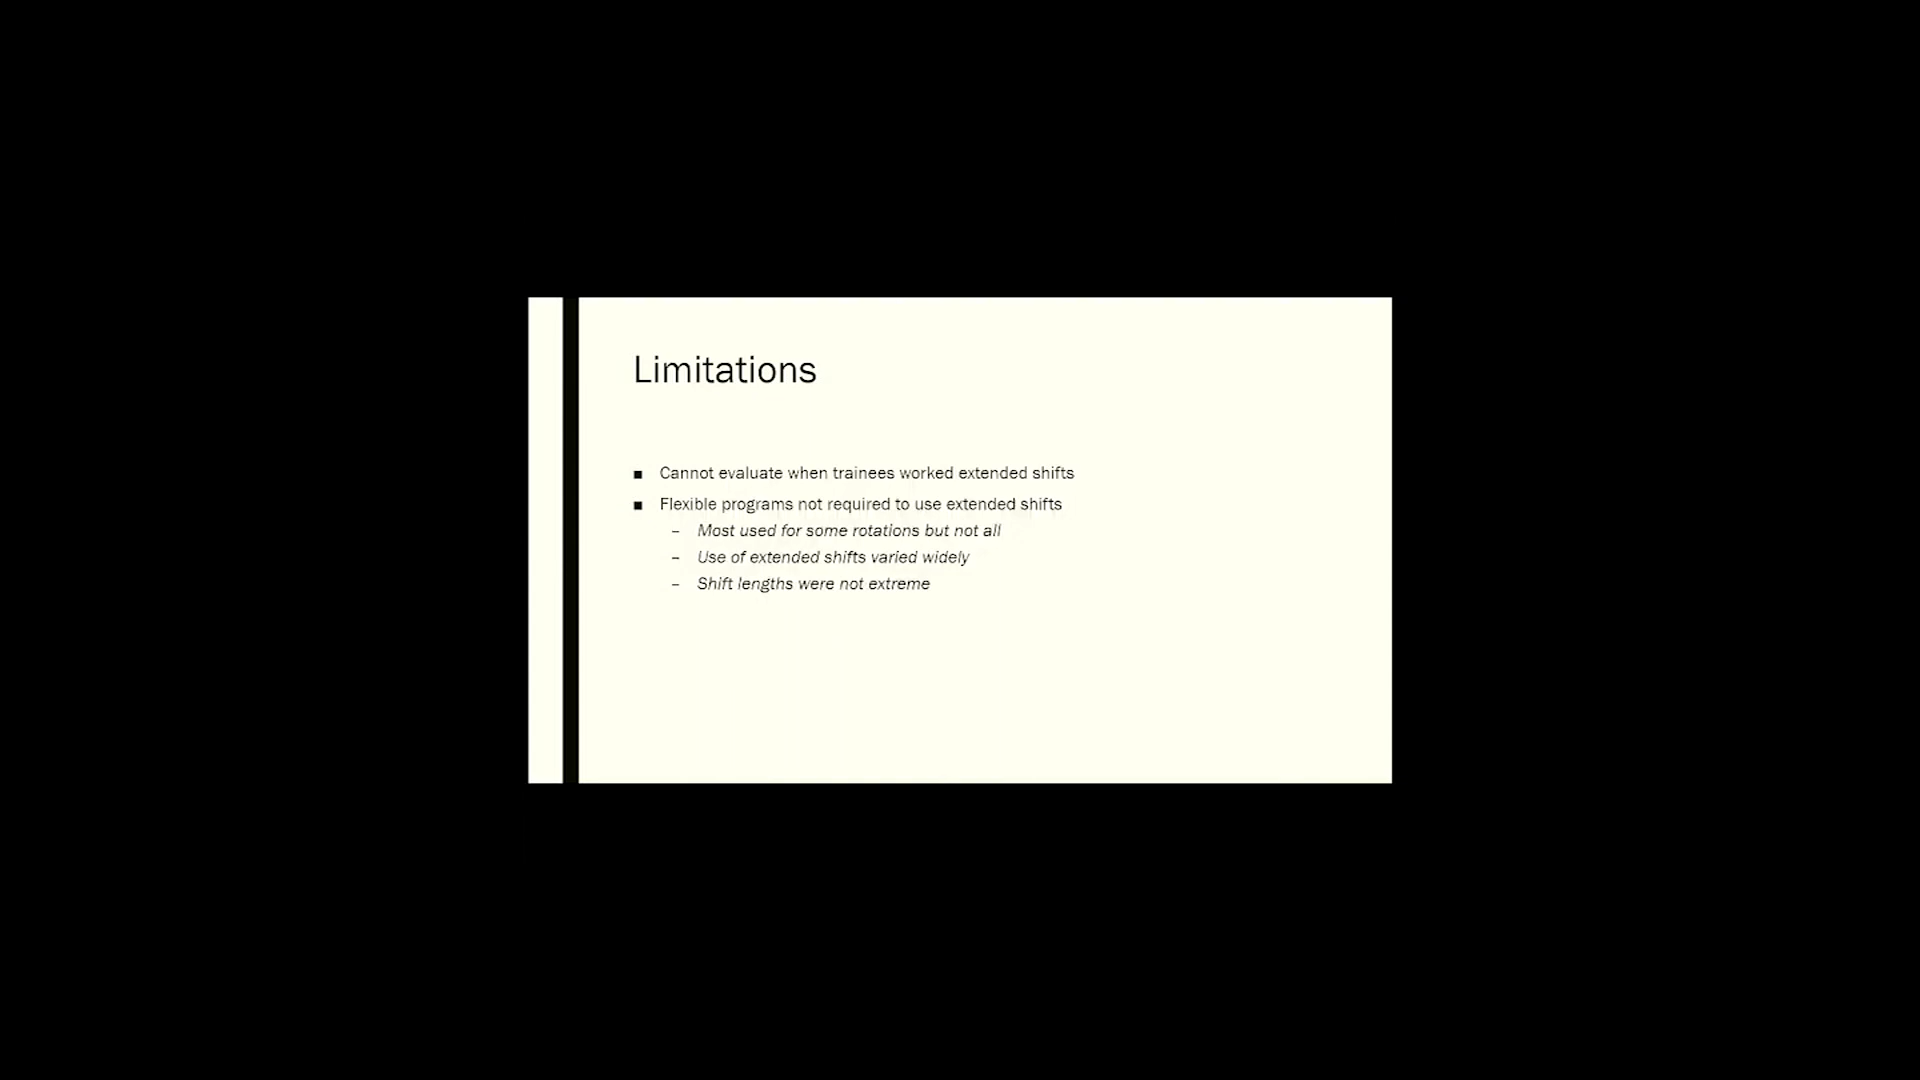 Limitations
■ Cannot evaluate when trainees worked extended shifts
■ Flexible programs not required to use extended shifts
– Most used for some rotations but not all
– Use of extended shifts varied widely
– Shift lengths were not extreme